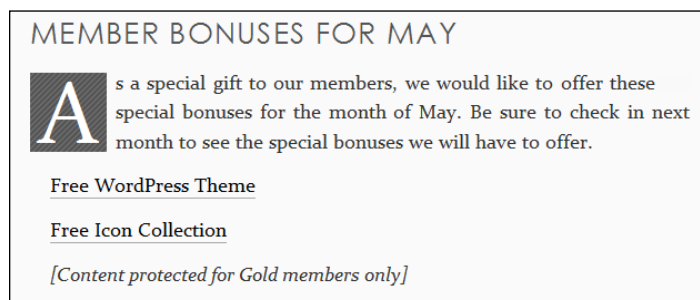 MEMBER BONUSES FOR MAY
As a special gift to our members, we would like to offer these
special bonuses for the month of May. Be sure to check in next
month to see the special bonuses we will have to offer.
Free WordPress Theme
Free Icon Collection
[Content protected for Gold members only]